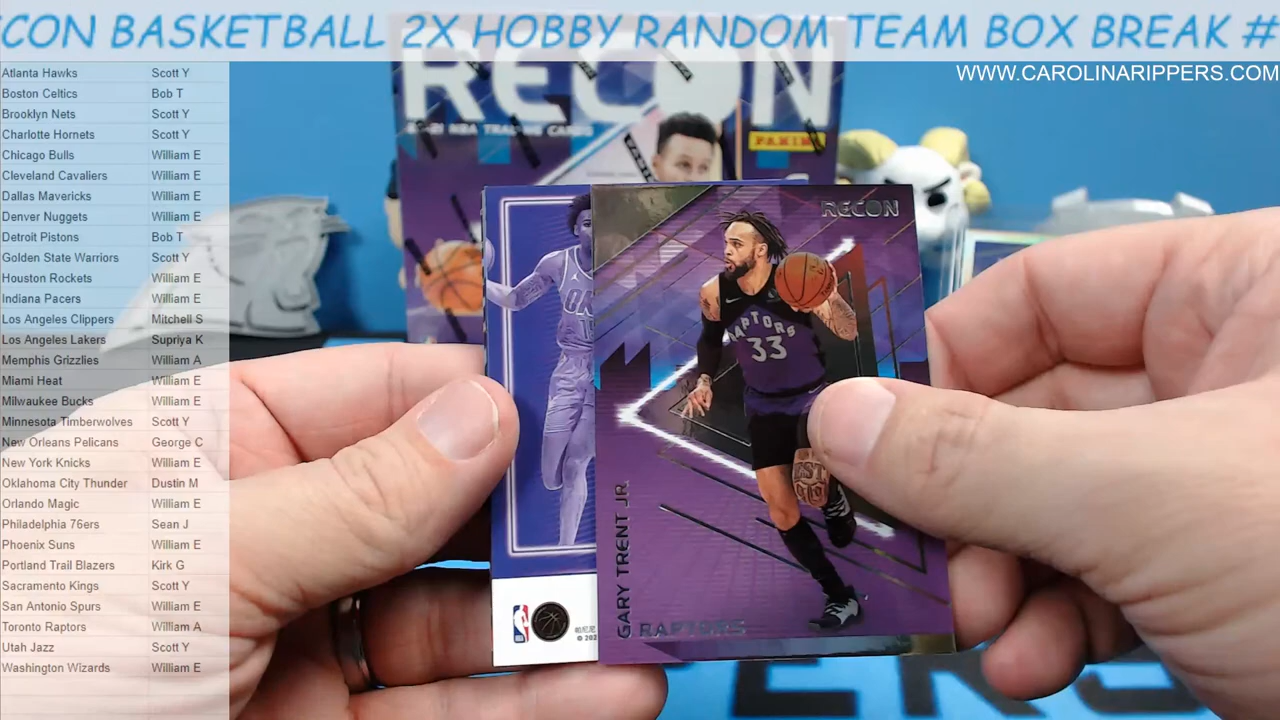 CON BASKETBALL 2X HOBBY RANDOM TEAM BOX BREAK #
WWW.CAROLINARIPPERS.COM
Atlanta Hawks Scott Y
Boston Celtics Bob T
Brooklyn Nets Scott Y
Charlotte Hornets Scott Y
Chicago Bulls William E
Cleveland Cavaliers William E
Dallas Mavericks William E
Denver Nuggets William E
Detroit Pistons Bob T
Golden State Warriors Scott Y
Houston Rockets William E
Indiana Pacers William E
Los Angeles Clippers Mitchell S
Los Angeles Lakers Supriya K
Memphis Grizzlies William A
Miami Heat William E
Milwaukee Bucks William E
Minnesota Timberwolves Scott Y
New Orleans Pelicans George C
New York Knicks William E
Oklahoma City Thunder Dustin M
Orlando Magic William E
Philadelphia 76ers Sean J
Phoenix Suns William E
Portland Trail Blazers Kirk G
Sacramento Kings Scott Y
San Antonio Spurs William E
Toronto Raptors William A
Utah Jazz Scott Y
Washington Wizards William E
RECON
NBA TRADING CARDS
PANINI
RECON
RAPTORS
33
GARY TRENT JR.
RAPTORS
NBA